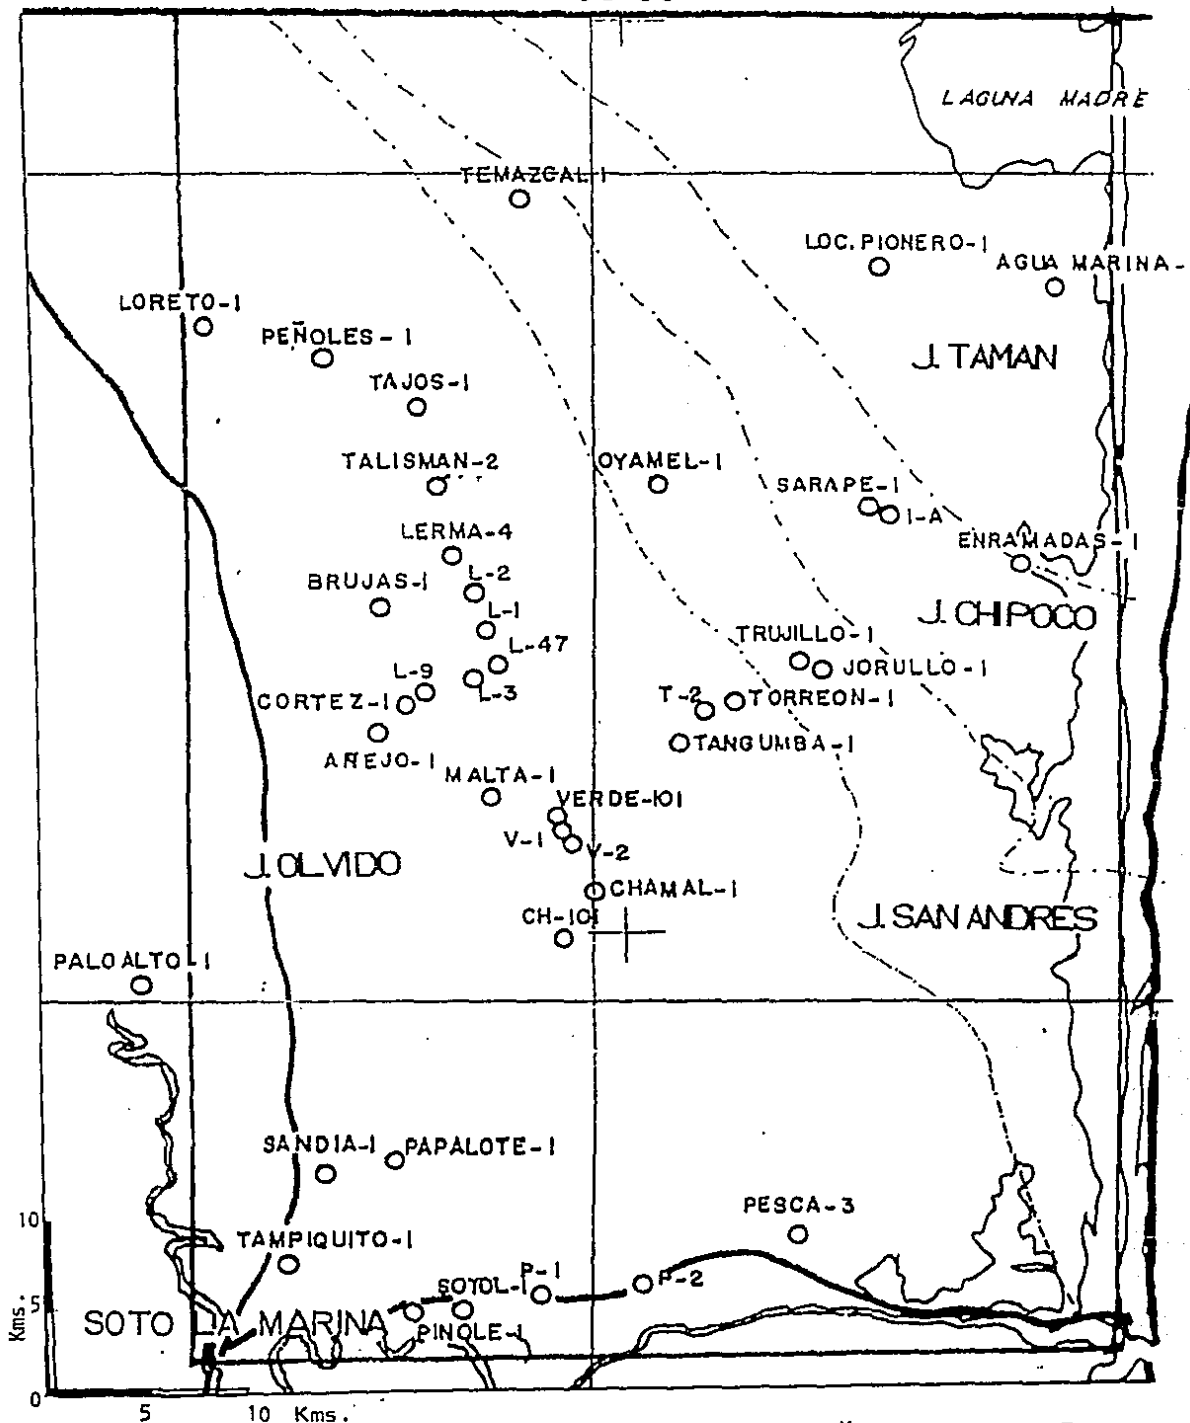 LAGUNA MADRE
TEMAZCAL-1
LOC. PIONERO-1
AGUA MARINA-
LORETO-1
PEÑOLES-1
J. TAMAN
TAJOS-1
TALISMAN-2
OYAMEL-1
SARAPE-1
I-A
LERMA-4
ENRAMADAS-1
L-2
BRUJAS-1
L-1
J. CHIPOCO
TRUJILLO-1
L-47
JORULLO-1
L-9
L-3
CORTEZ-1
T-2
TORREON-1
TANGUMBA-1
AÑEJO-1
MALTA-1
VERDE-101
V-1
V-2
J. OLVIDO
CHAMAL-1
CH-101
J. SAN ANDRES
PALO ALTO-1
SANDIA-1
PAPALOTE-1
PESCA-3
10
TAMPIQUITO-1
P-1
P-2
SOTOL-1
5
SOTO LA MARINA
PINOLE-1
Kms.
0
5 10 Kms.